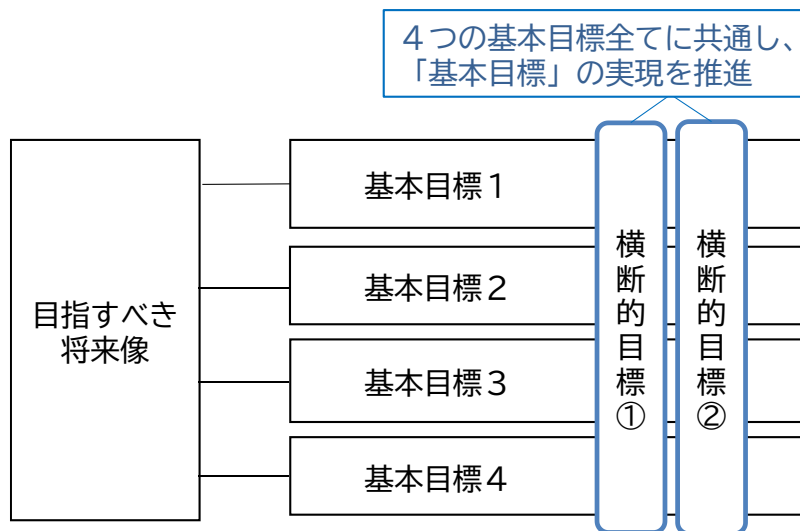 ４つの基本目標全てに共通し、
「基本目標」の実現を推進
目指すべき
将来像
基本目標１
基本目標２
基本目標３
基本目標４
横断的目標①
横断的目標②